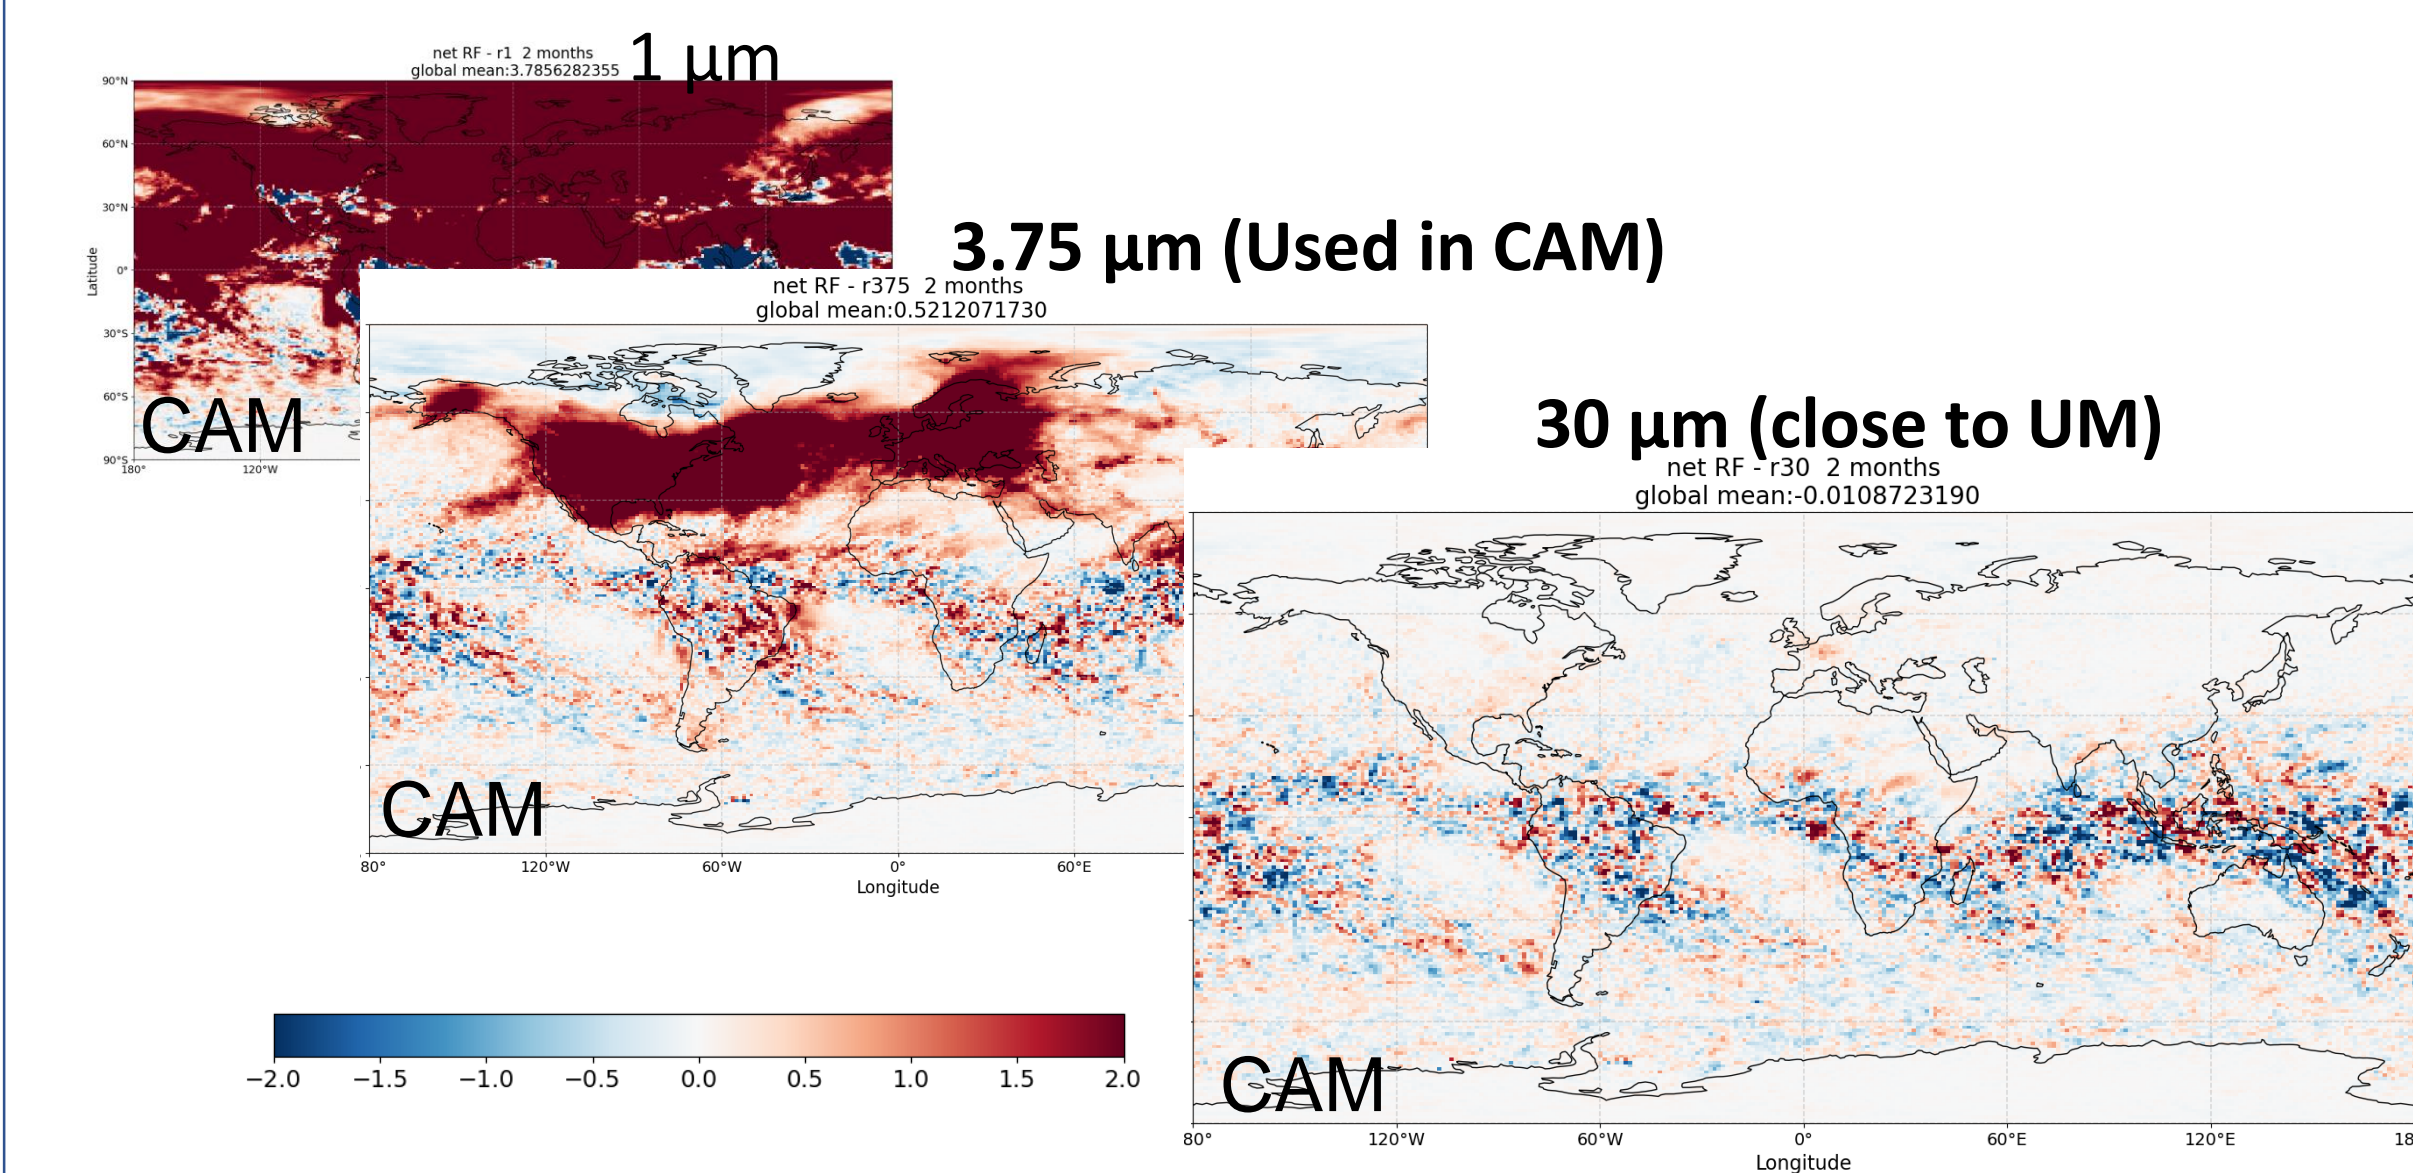 1 µm
net RF - r1 2 months
global mean:3.7856282355
90°N
60°N
30°N
0°
30°S
60°S
90°S
Latitude
180°
120°W
CAM
3.75 µm (Used in CAM)
net RF - r375 2 months
global mean:0.5212071730
CAM
80°
120°W
60°W
0°
60°E
Longitude
30 µm (close to UM)
net RF - r30 2 months
global mean:-0.0108723190
CAM
80°
120°W
60°W
0°
60°E
120°E
18
Longitude
−2.0
−1.5
−1.0
−0.5
0.0
0.5
1.0
1.5
2.0